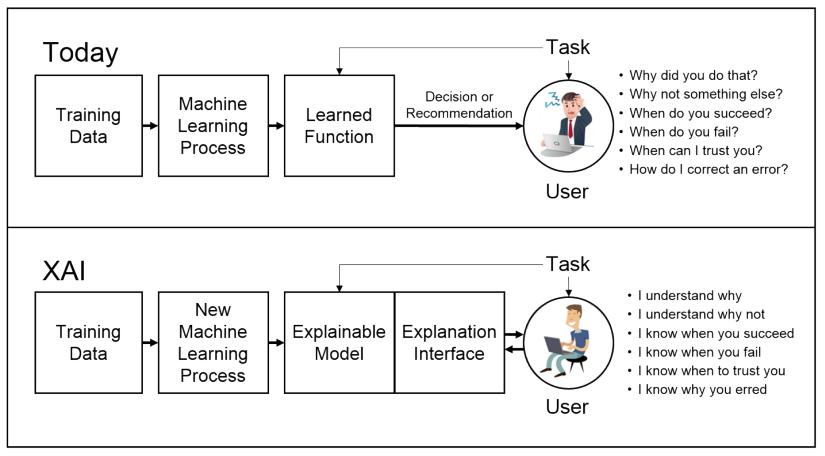 Today
Task
Training
Data
Machine
Learning
Process
Learned
Function
Decision or
Recommendation
User
• Why did you do that?
• Why not something else?
• When do you succeed?
• When do you fail?
• When can I trust you?
• How do I correct an error?
XAI
Task
Training
Data
New
Machine
Learning
Process
Explainable
Model
Explanation
Interface
User
• I understand why
• I understand why not
• I know when you succeed
• I know when you fail
• I know when to trust you
• I know why you erred